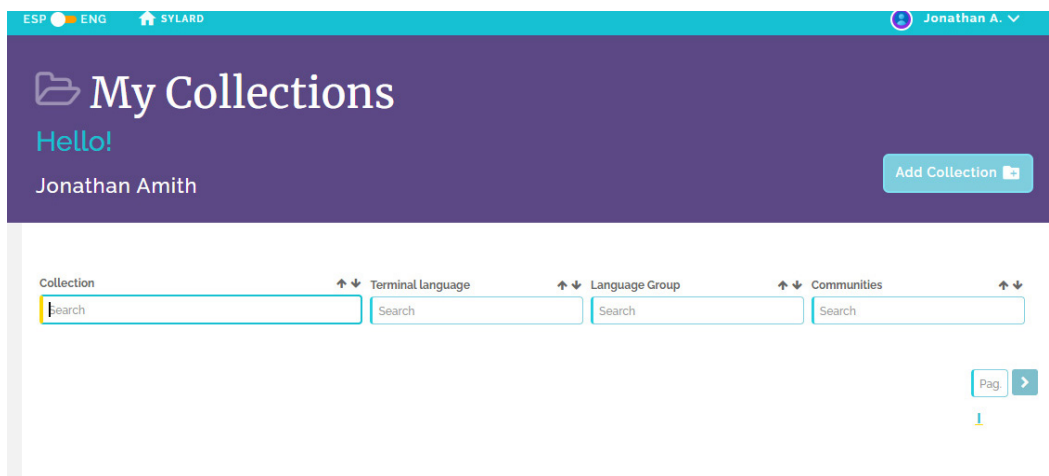 ESP ENG SYLARD Jonathan A.
My Collections
Hello!
Add Collection
Jonathan Amith
Collection Terminal language Language Group Communities
Search Search Search Search
Pag.
1